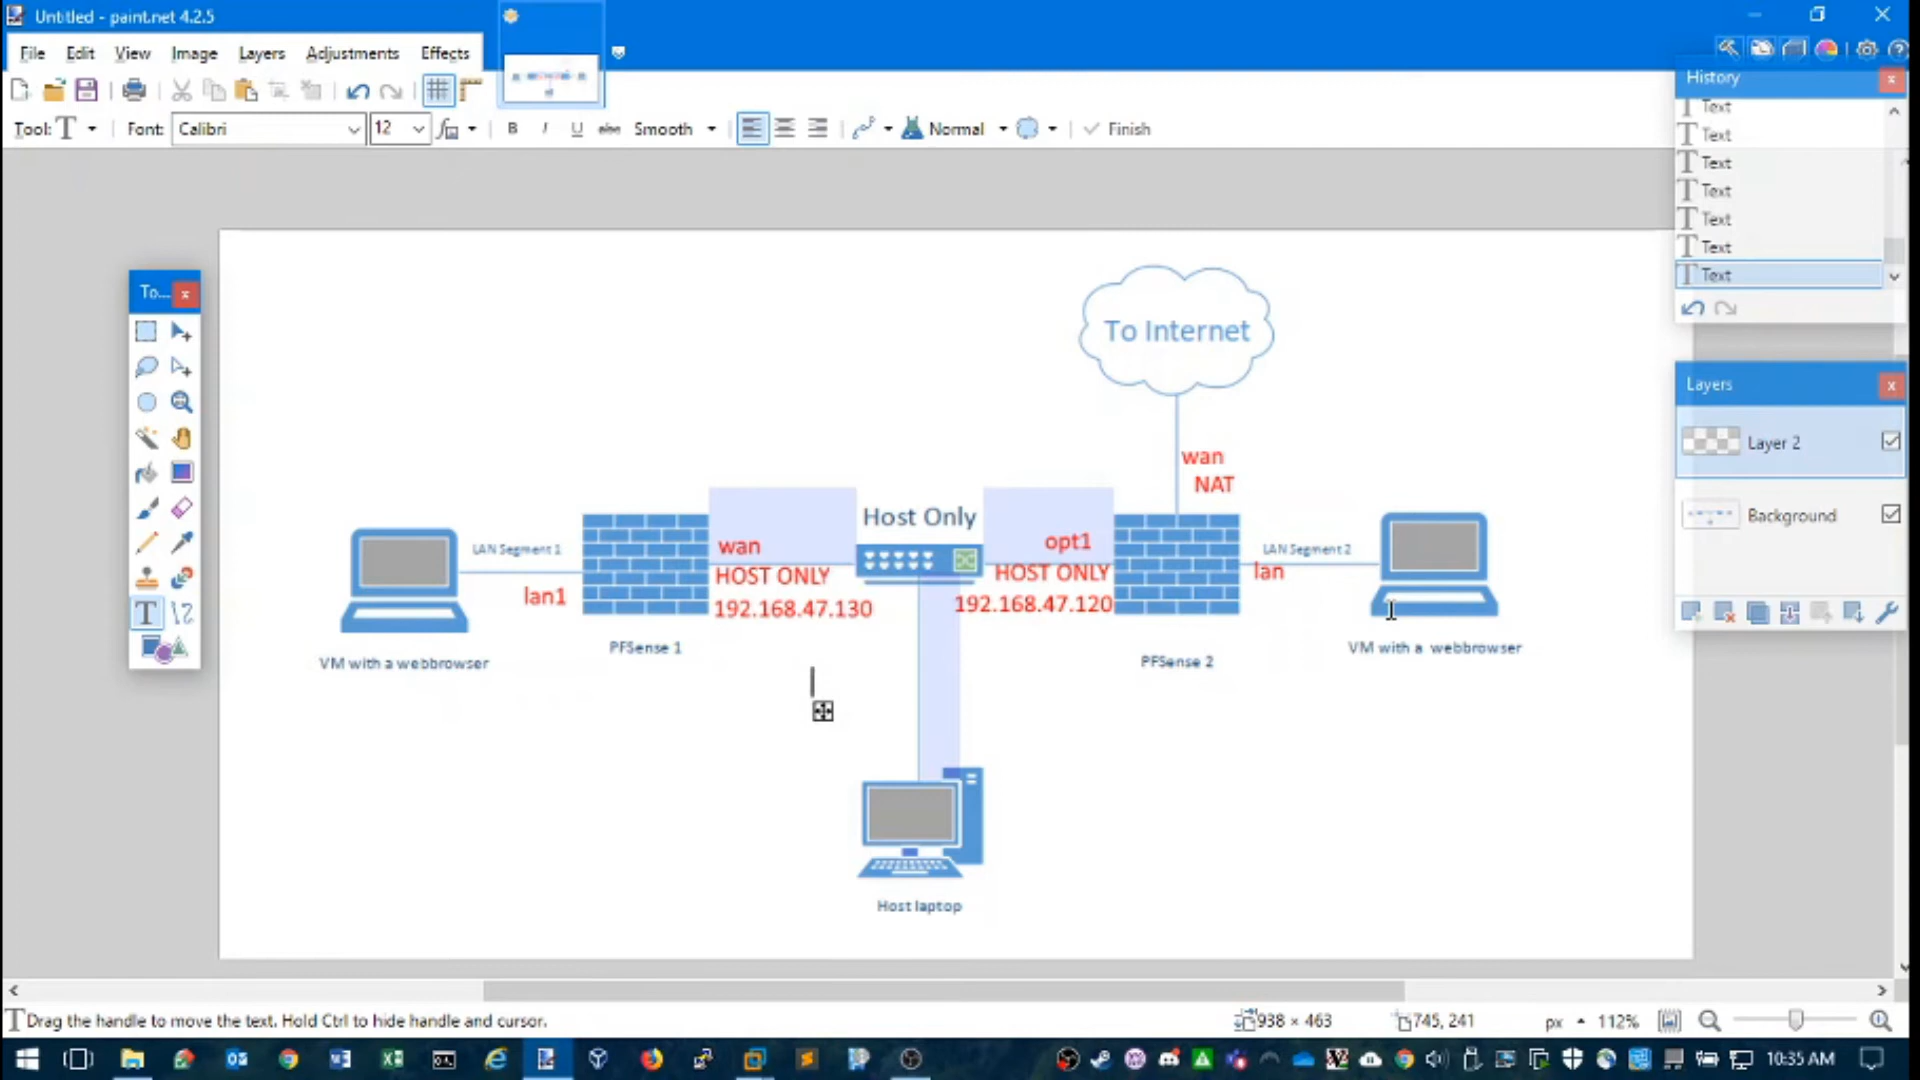 Untitled - paint.net 4.2.5
File Edit View Image Layers Adjustments Effects
Tool: T Font: Calibri 12 B I U abc Smooth Normal Finish
History
Text
Text
Text
Text
Text
Text
Text
To...
Layers
Layer 2
Background
To Internet
wan
NAT
Host Only
LAN Segment 1
wan
HOST ONLY
192.168.47.130
opt1
HOST ONLY
192.168.47.120
LAN Segment 2
lan
lan1
PFSense 1
PFSense 2
VM with a webbrowser
VM with a webbrowser
Host laptop
Drag the handle to move the text. Hold Ctrl to hide handle and cursor.
938 × 463
745, 241
px
112%
10:35 AM